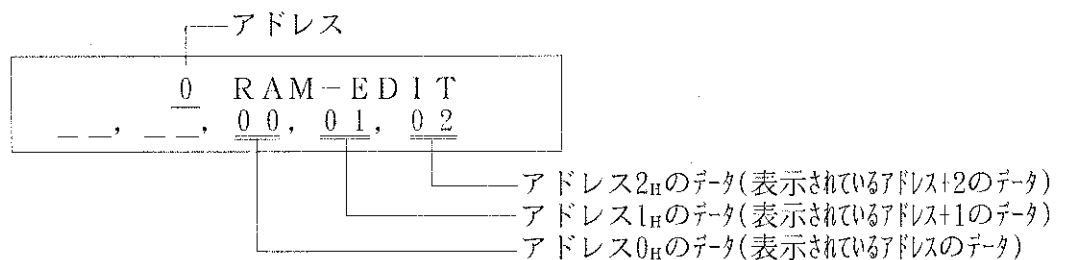 アドレス
0 RAM-EDIT
_ _, _ _, 00, 01, 02
アドレス2Hのデータ(表示されているアドレス+2のデータ)
アドレス1Hのデータ(表示されているアドレス+1のデータ)
アドレス0Hのデータ(表示されているアドレスのデータ)